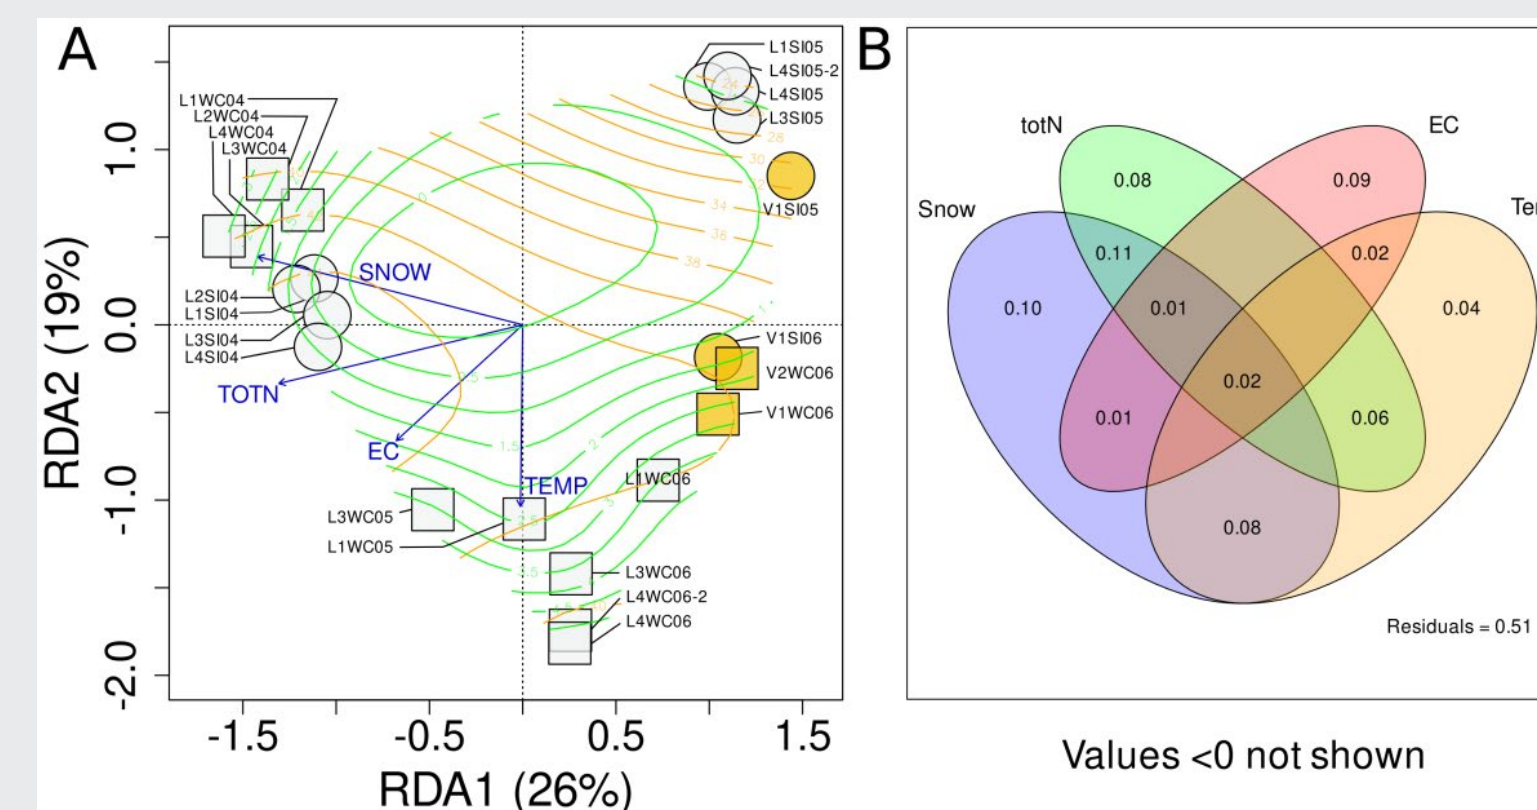 A
L1SI05
L4SI05-2
L4SI05
L3SI05
L1WC04
L2WC04
L4WC04
L3WC04
28
30
34
36
38
V1SI05
SNOW
L2SI04
L1SI04
L3SI04
L4SI04
TOTN
EC
TEMP
V1SI06
V2WC06
V1WC06
L1WC06
1.5
2
3
0
L3WC05
L1WC05
L3WC06
L4WC06-2
L4WC06
1.0
0.0
-1.0
-2.0
RDA2 (19%)
-1.5
-0.5
0.5
1.5
RDA1 (26%)
B
totN
EC
Snow
0.08
0.09
0.11
0.02
0.10
0.01
0.04
0.02
0.01
0.06
0.08
Residuals = 0.51
Values <0 not shown